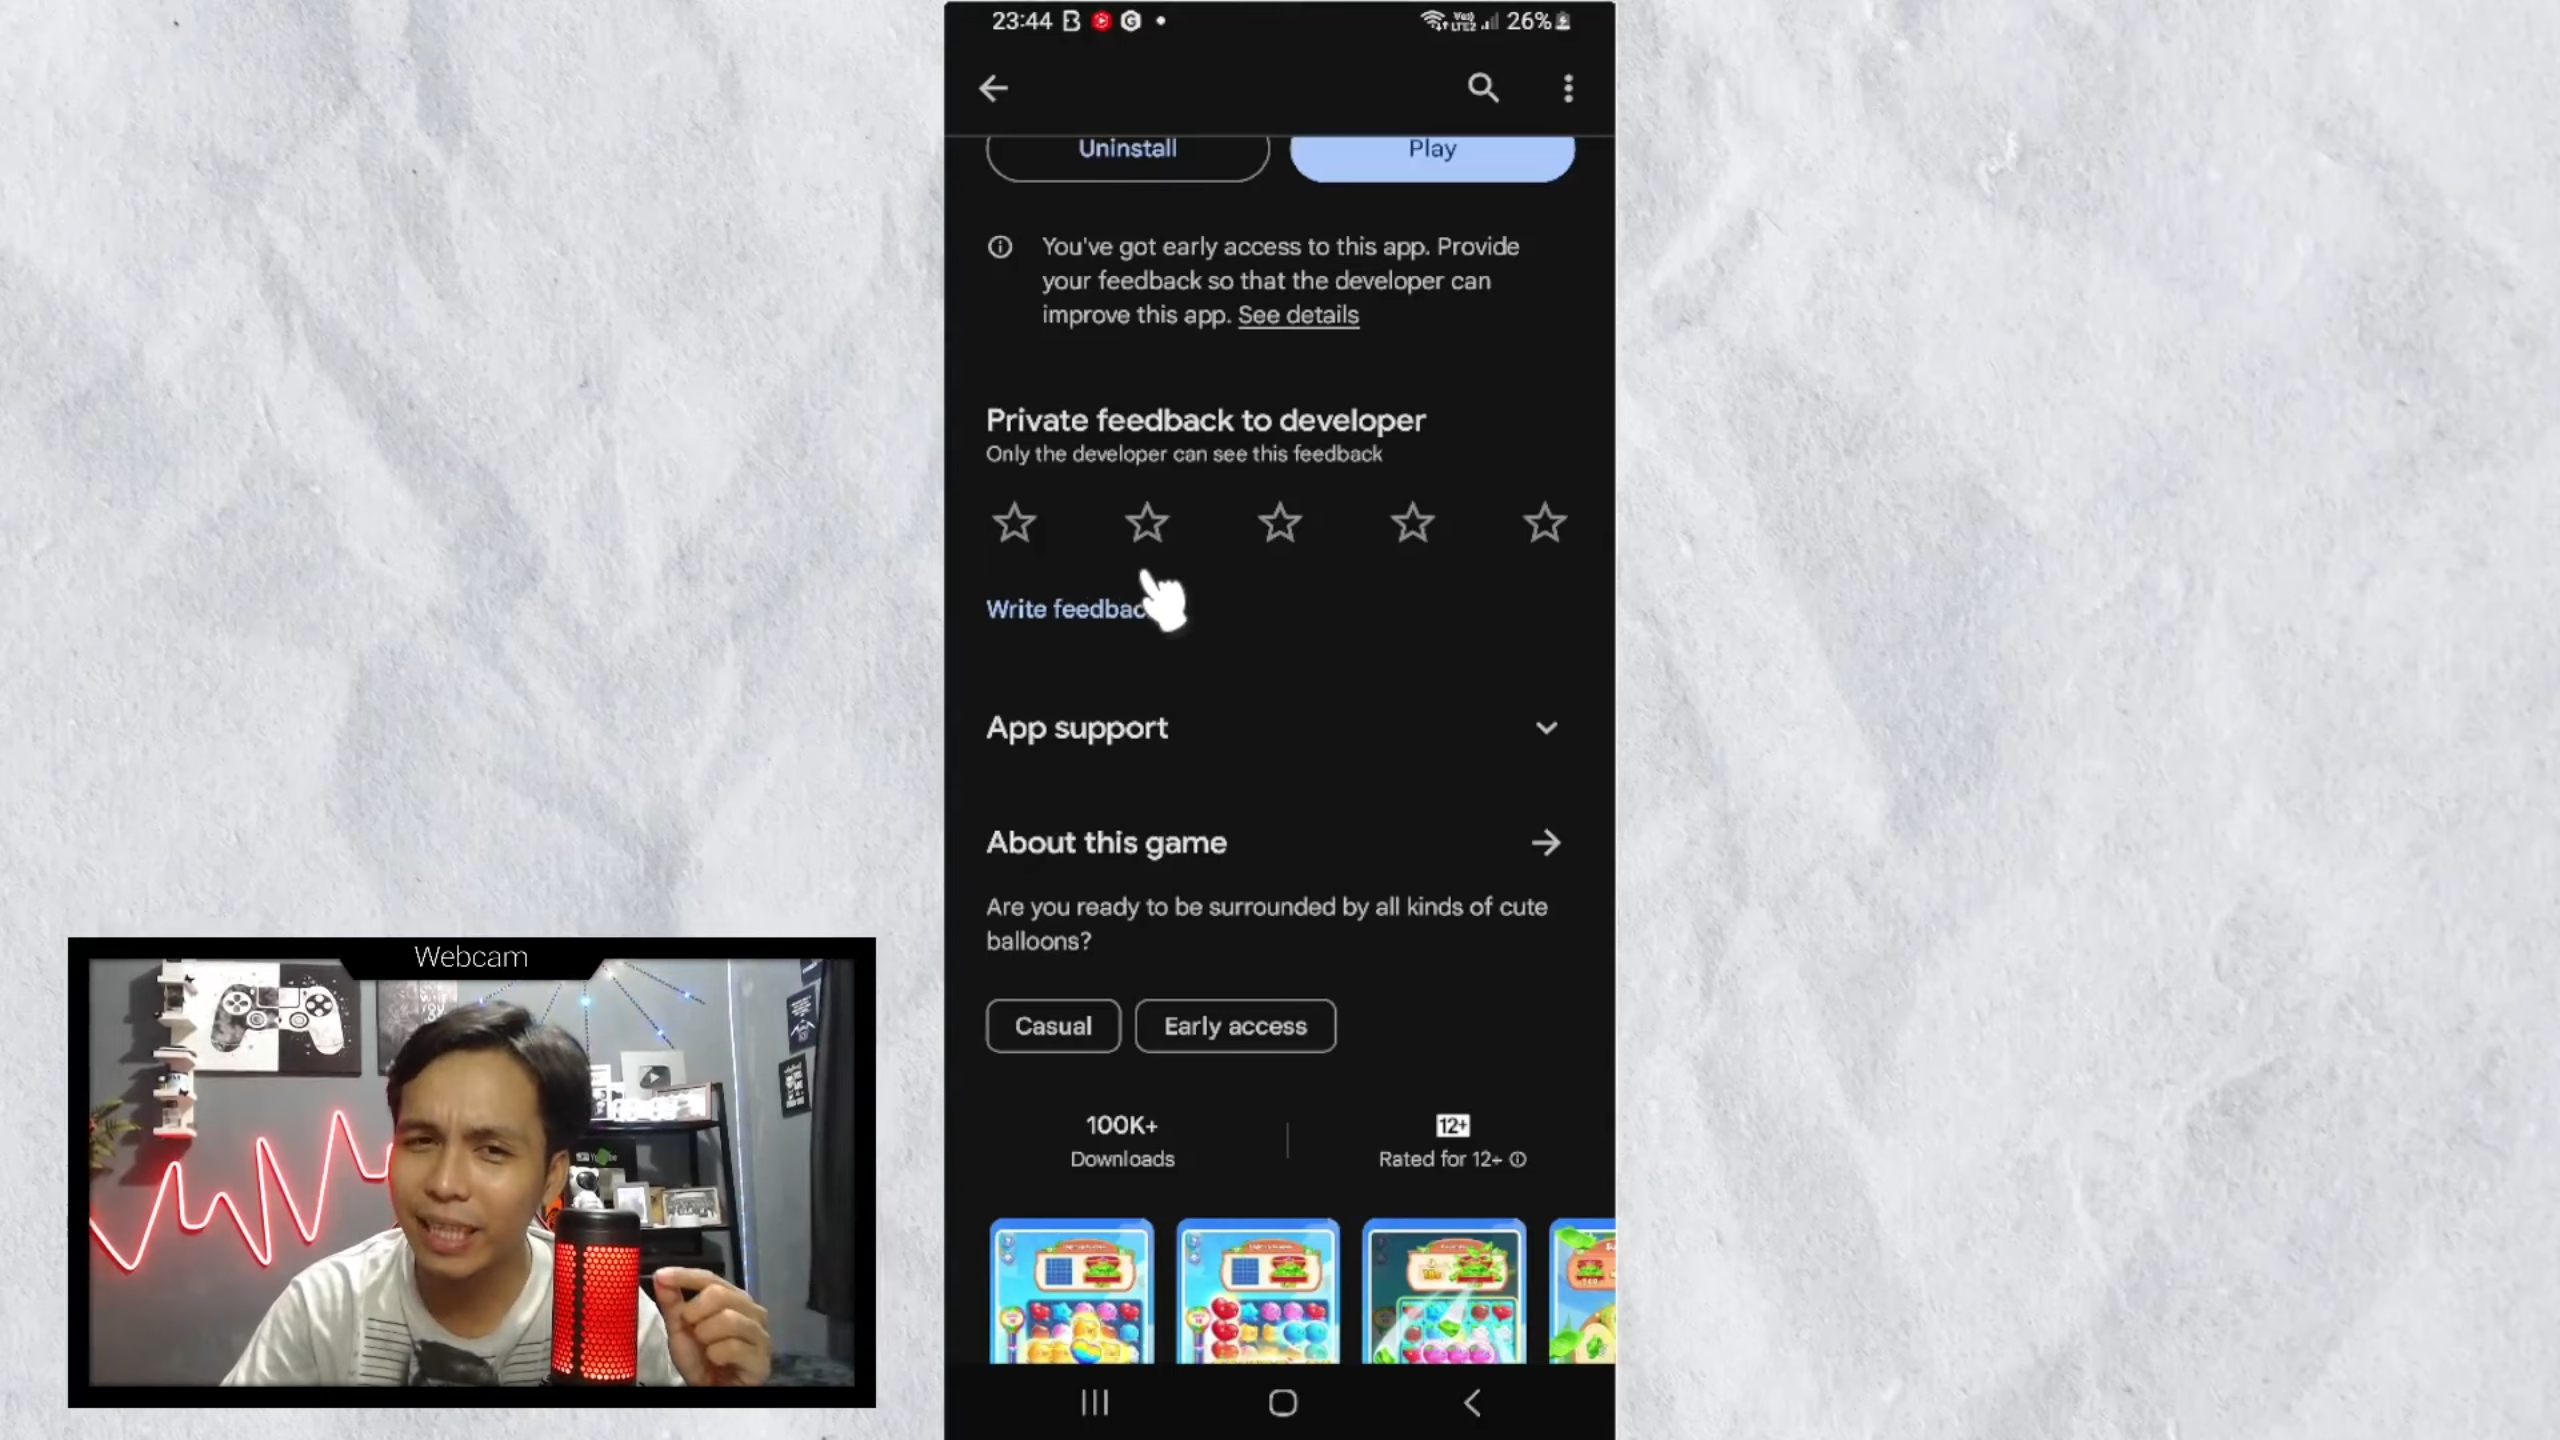 23:44
26%
Uninstall
Play
You've got early access to this app. Provide
your feedback so that the developer can
improve this app. See details
Private feedback to developer
Only the developer can see this feedback
Write feedbac
App support
About this game
Are you ready to be surrounded by all kinds of cute
balloons?
Casual
Early access
100K+
Downloads
12+
Rated for 12+
Webcam